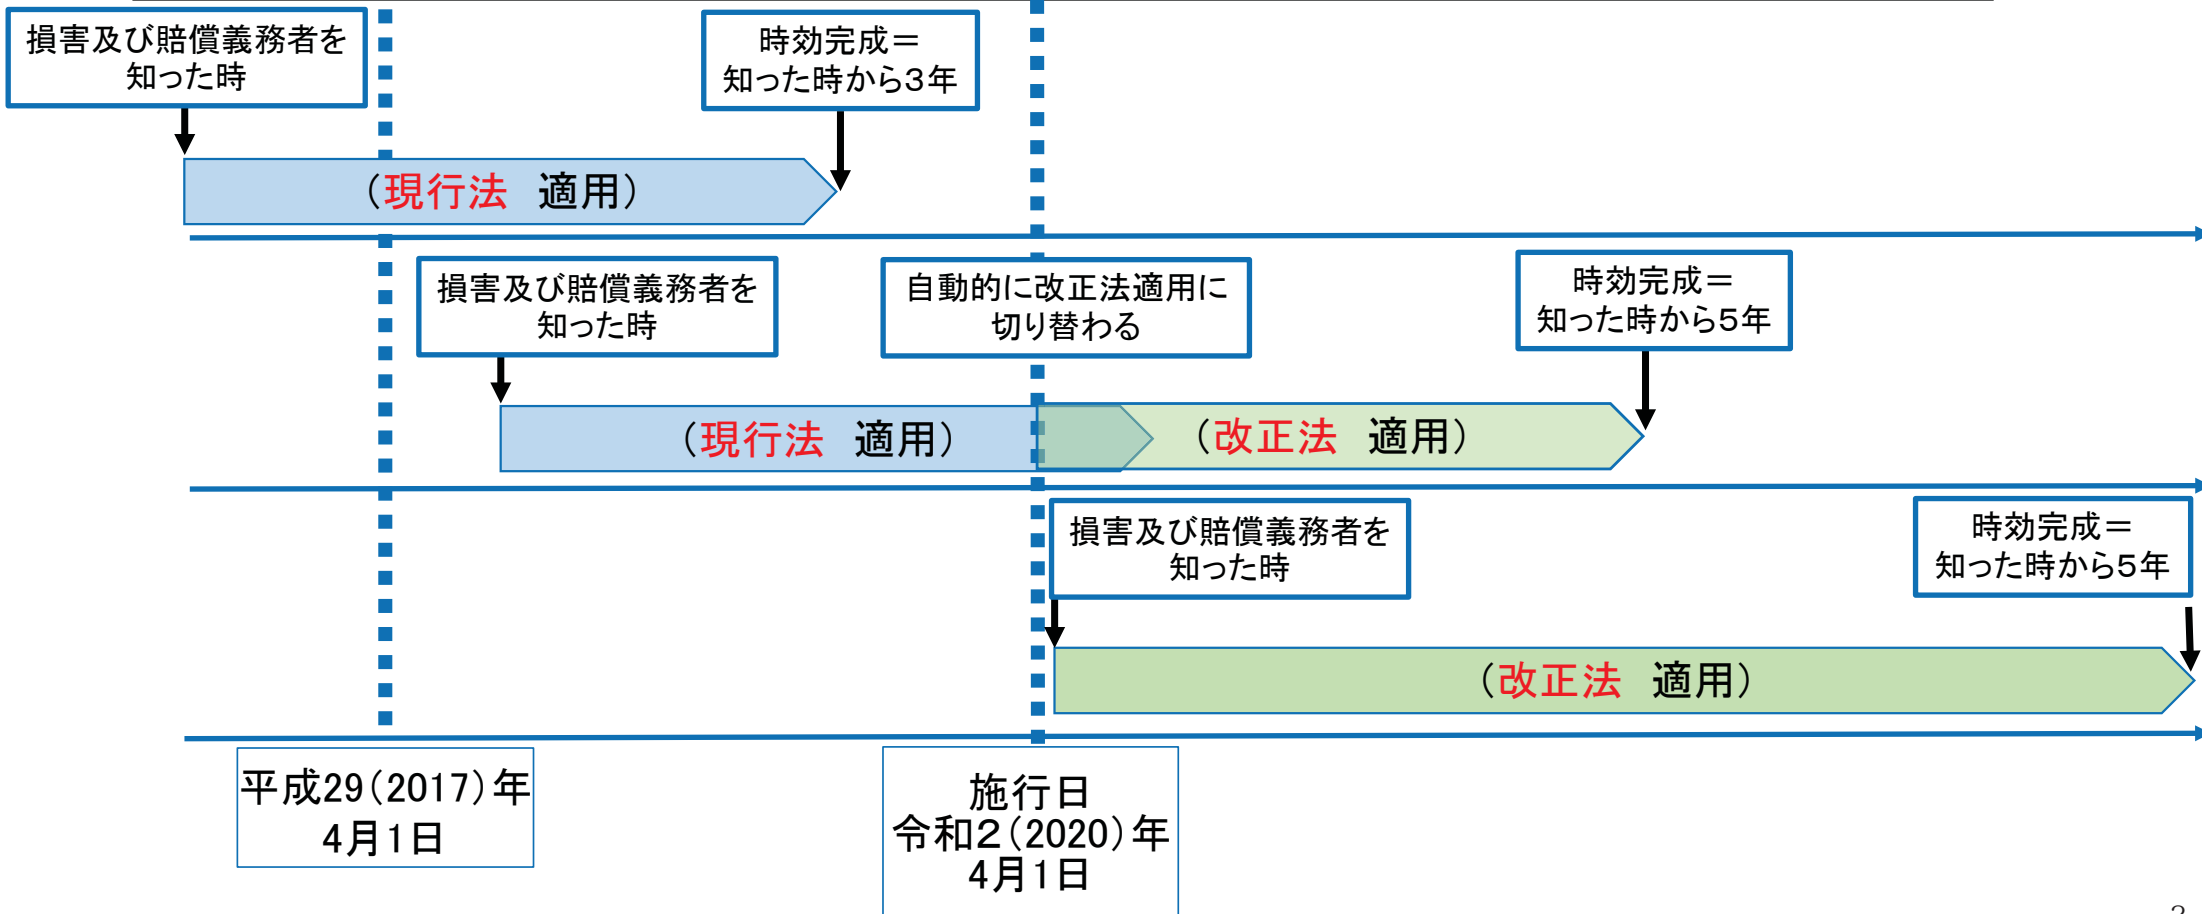 損害及び賠償義務者を
知った時
時効完成＝
知った時から３年
（現行法　適用）
損害及び賠償義務者を
知った時
自動的に改正法適用に
切り替わる
時効完成＝
知った時から５年
（現行法　適用）
（改正法　適用）
損害及び賠償義務者を
知った時
時効完成＝
知った時から５年
（改正法　適用）
平成29（2017）年
4月1日
施行日
令和２（2020）年
4月1日